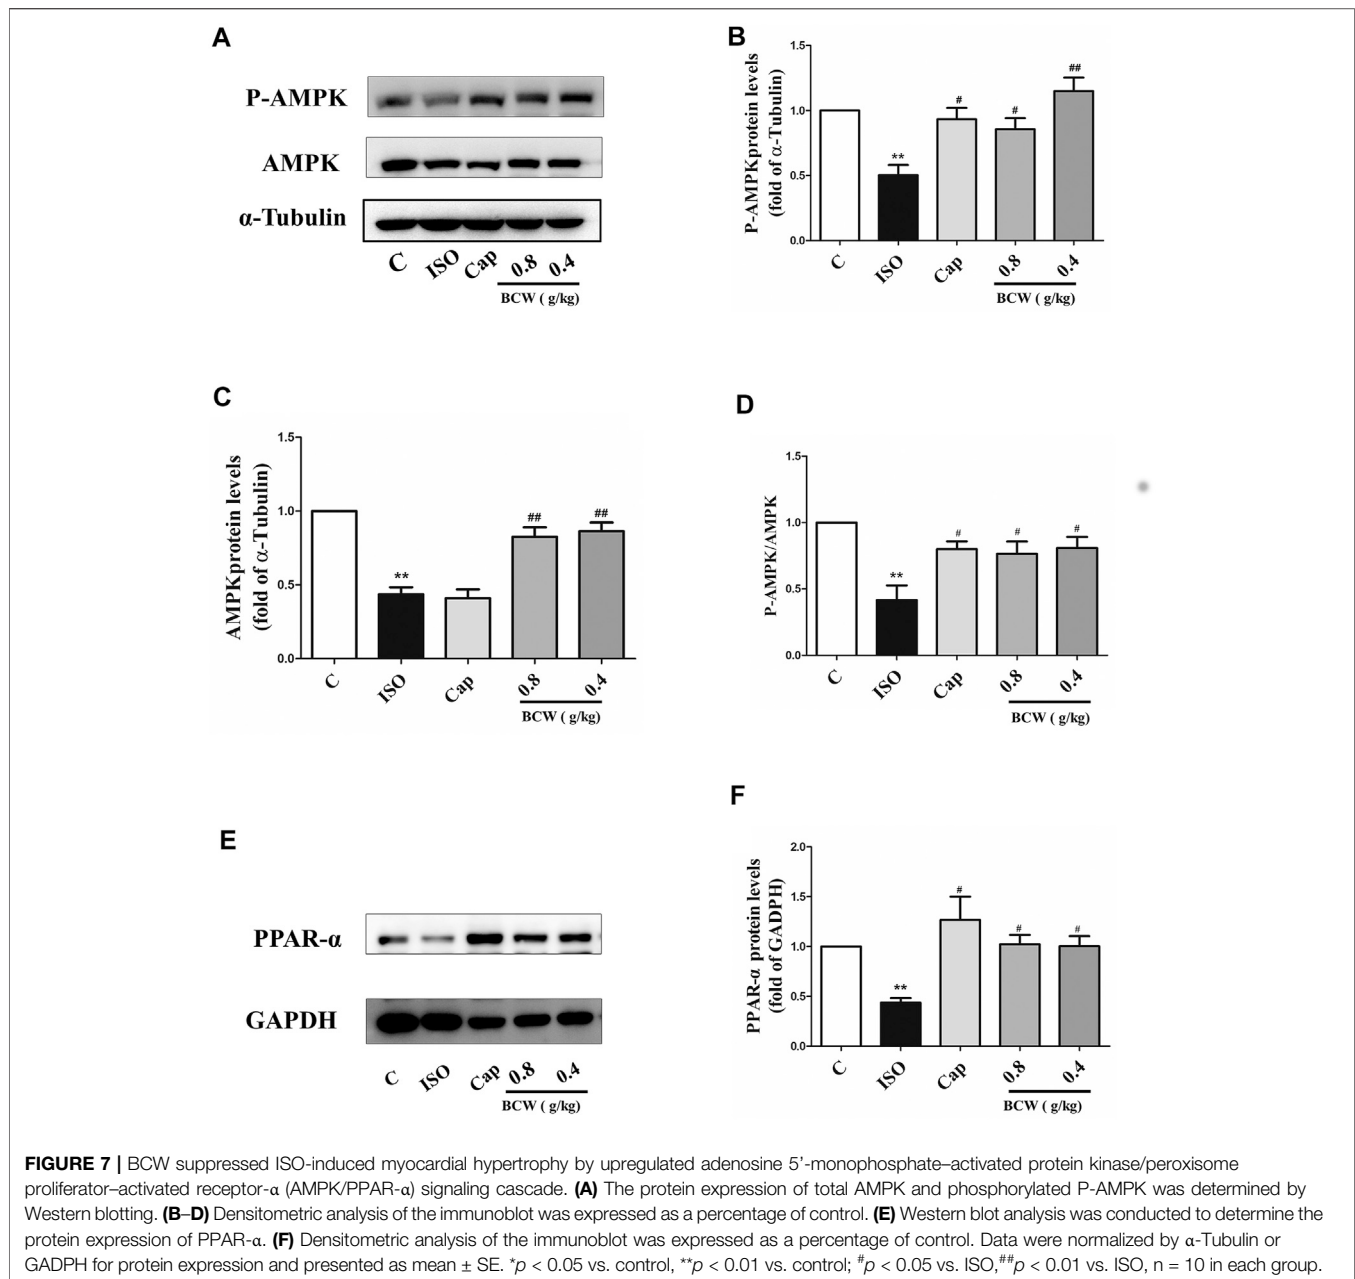 A
P-AMPK
AMPK
α-Tubulin
C ISO Cap 0.8 0.4
BCW ( g/kg)
B
P-AMPKprotein levels
(fold of α-Tubulin)
1.5
1.0
0.5
0.0
**
#
#
##
C ISO Cap 0.8 0.4
BCW ( g/kg)
C
AMPKprotein levels
(fold of α-Tubulin)
1.5
1.0
0.5
0.0
**
##
##
C ISO Cap 0.8 0.4
BCW ( g/kg)
D
P-AMPK/AMPK
1.5
1.0
0.5
0.0
**
#
#
#
C ISO Cap 0.8 0.4
BCW ( g/kg)
E
PPAR-α
GAPDH
C ISO Cap 0.8 0.4
BCW ( g/kg)
F
PPAR-α protein levels
(fold of GADPH)
2.0
1.5
1.0
0.5
0.0
**
#
#
#
C ISO Cap 0.8 0.4
BCW ( g/kg)
FIGURE 7 | BCW suppressed ISO-induced myocardial hypertrophy by upregulated adenosine 5’-monophosphate–activated protein kinase/peroxisome
proliferator–activated receptor-α (AMPK/PPAR-α) signaling cascade. (A) The protein expression of total AMPK and phosphorylated P-AMPK was determined by
Western blotting. (B–D) Densitometric analysis of the immunoblot was expressed as a percentage of control. (E) Western blot analysis was conducted to determine the
protein expression of PPAR-α. (F) Densitometric analysis of the immunoblot was expressed as a percentage of control. Data were normalized by α-Tubulin or
GADPH for protein expression and presented as mean ± SE. *p < 0.05 vs. control, **p < 0.01 vs. control; #p < 0.05 vs. ISO,##p < 0.01 vs. ISO, n = 10 in each group.